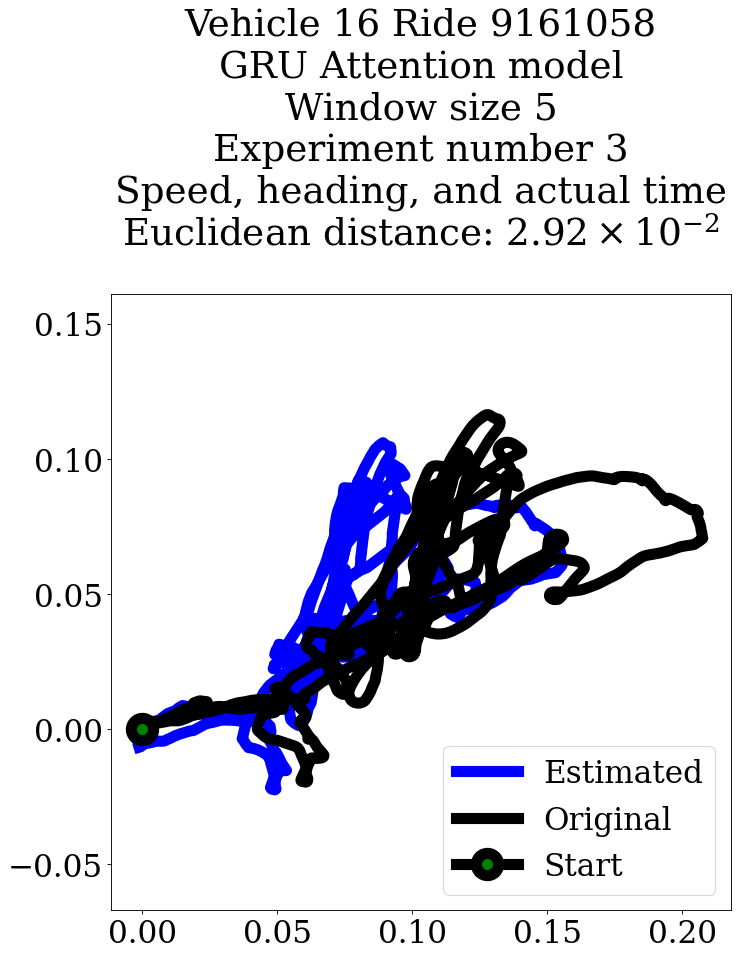 Vehicle 16 Ride 9161058
GRU Attention model
Window size 5
Experiment number 3
Speed, heading, and actual time
Euclidean distance: 2.92 × 10⁻²
0.15
0.10
0.05
0.00
−0.05
0.00 0.05 0.10 0.15 0.20
Estimated
Original
Start